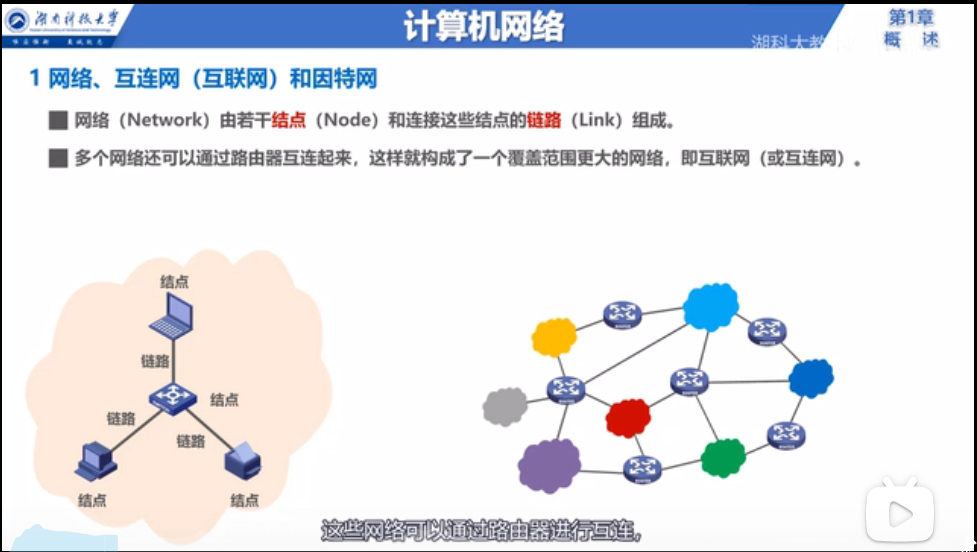 湖南科技大学
计算机网络
第1章
概 述
湖科大教
1 网络、互连网（互联网）和因特网
网络（Network）由若干结点（Node）和连接这些结点的链路（Link）组成。
多个网络还可以通过路由器互连起来，这样就构成了一个覆盖范围更大的网络，即互联网（或互连网）。
结点
链路
结点
链路
链路
结点
结点
这些网络可以通过路由器进行互连,